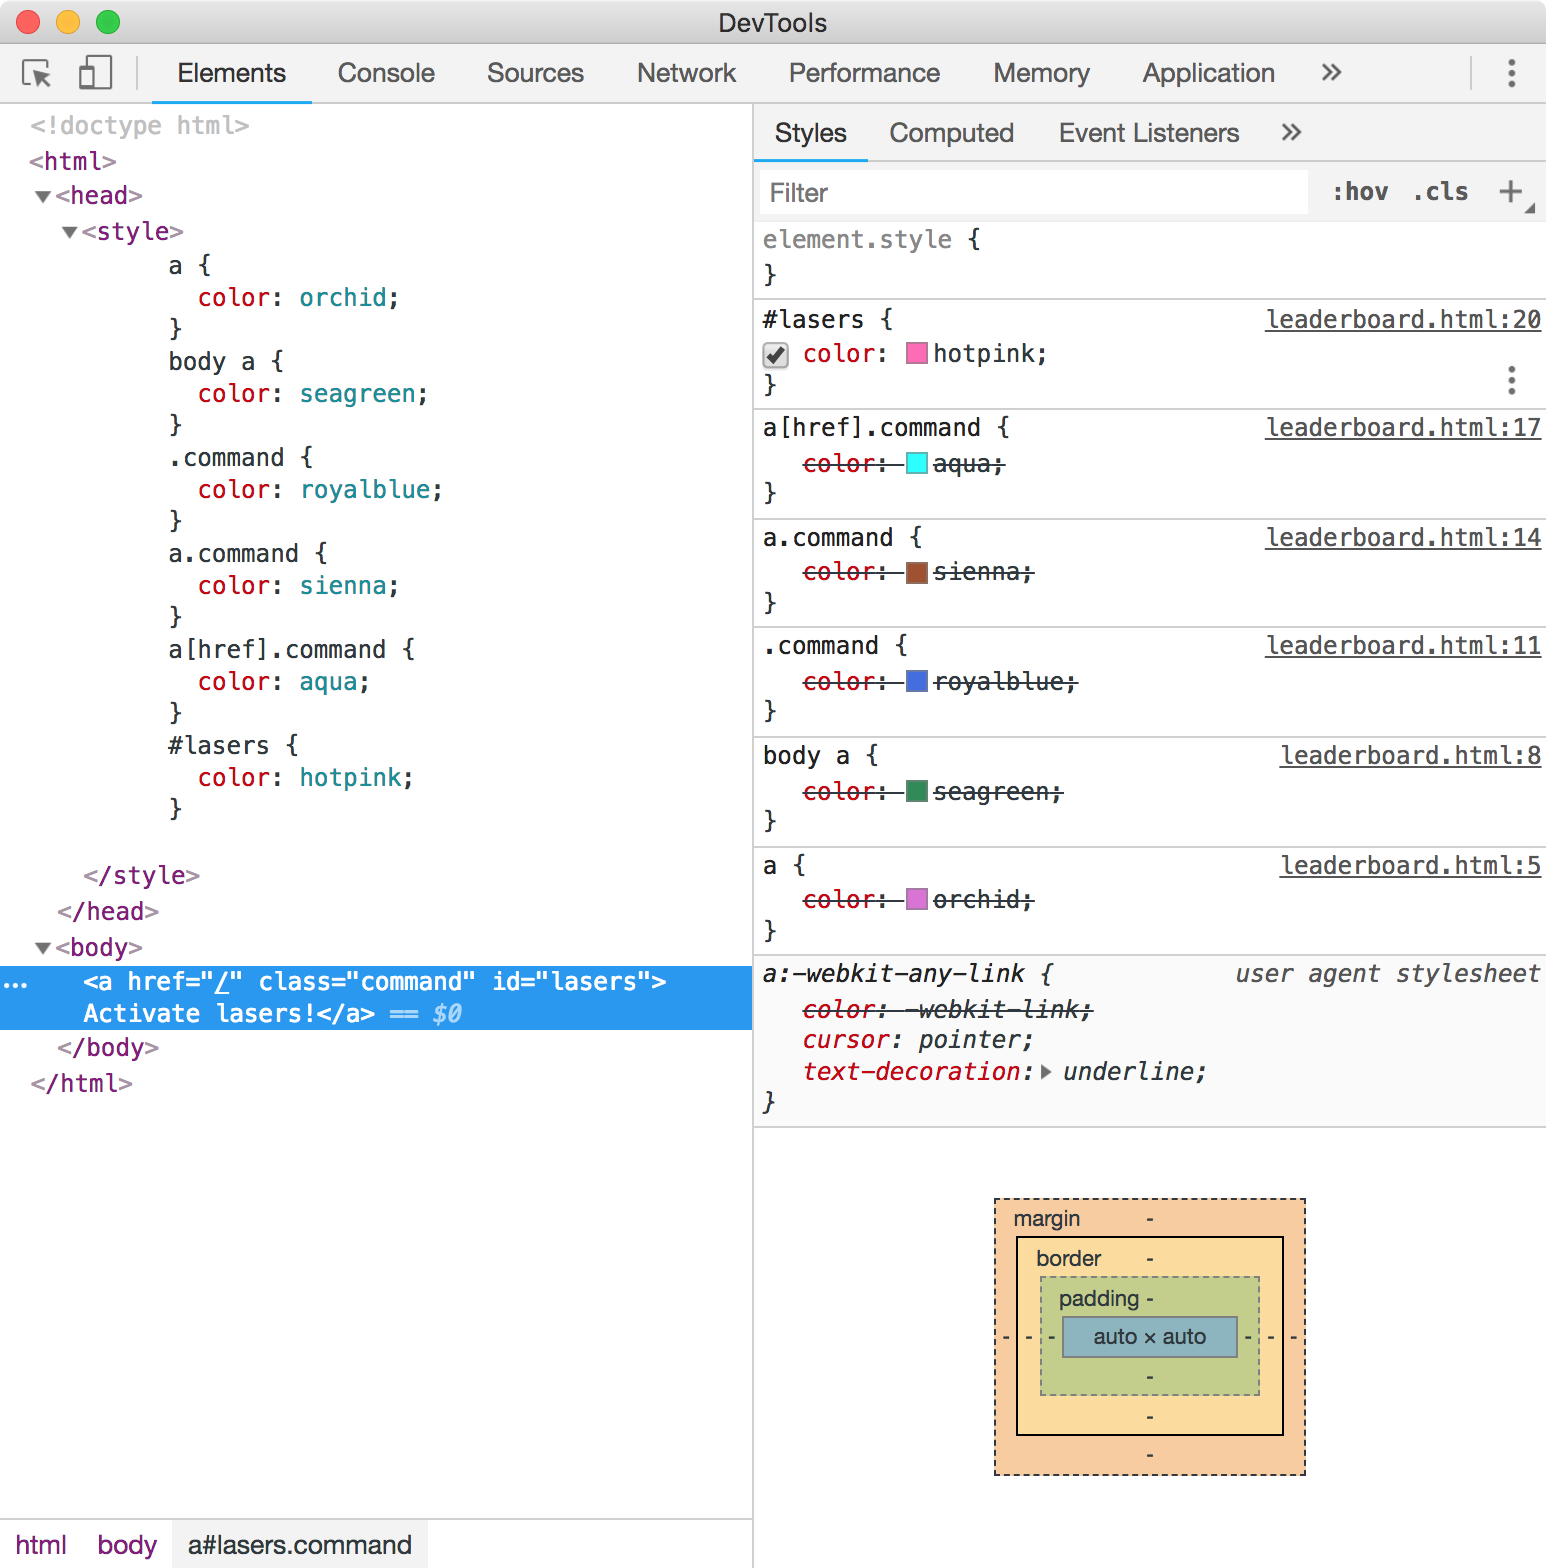 DevTools
Elements Console Sources Network Performance Memory Application »
<!doctype html>
<html>
▼<head>
▼<style>
a {
color: orchid;
}
body a {
color: seagreen;
}
.command {
color: royalblue;
}
a.command {
color: sienna;
}
a[href].command {
color: aqua;
}
#lasers {
color: hotpink;
}
</style>
</head>
▼<body>
… <a href="/" class="command" id="lasers">
Activate lasers!</a> == $0
</body>
</html>
html body a#lasers.command
Styles Computed Event Listeners »
Filter :hov .cls +
element.style {
}
#lasers { leaderboard.html:20
color: hotpink;
}
a[href].command { leaderboard.html:17
color: aqua;
}
a.command { leaderboard.html:14
color: sienna;
}
.command { leaderboard.html:11
color: royalblue;
}
body a { leaderboard.html:8
color: seagreen;
}
a { leaderboard.html:5
color: orchid;
}
a:-webkit-any-link { user agent stylesheet
color: -webkit-link;
cursor: pointer;
text-decoration:▶ underline;
}
margin -
border -
padding -
- - - auto × auto - - -
-
-
-